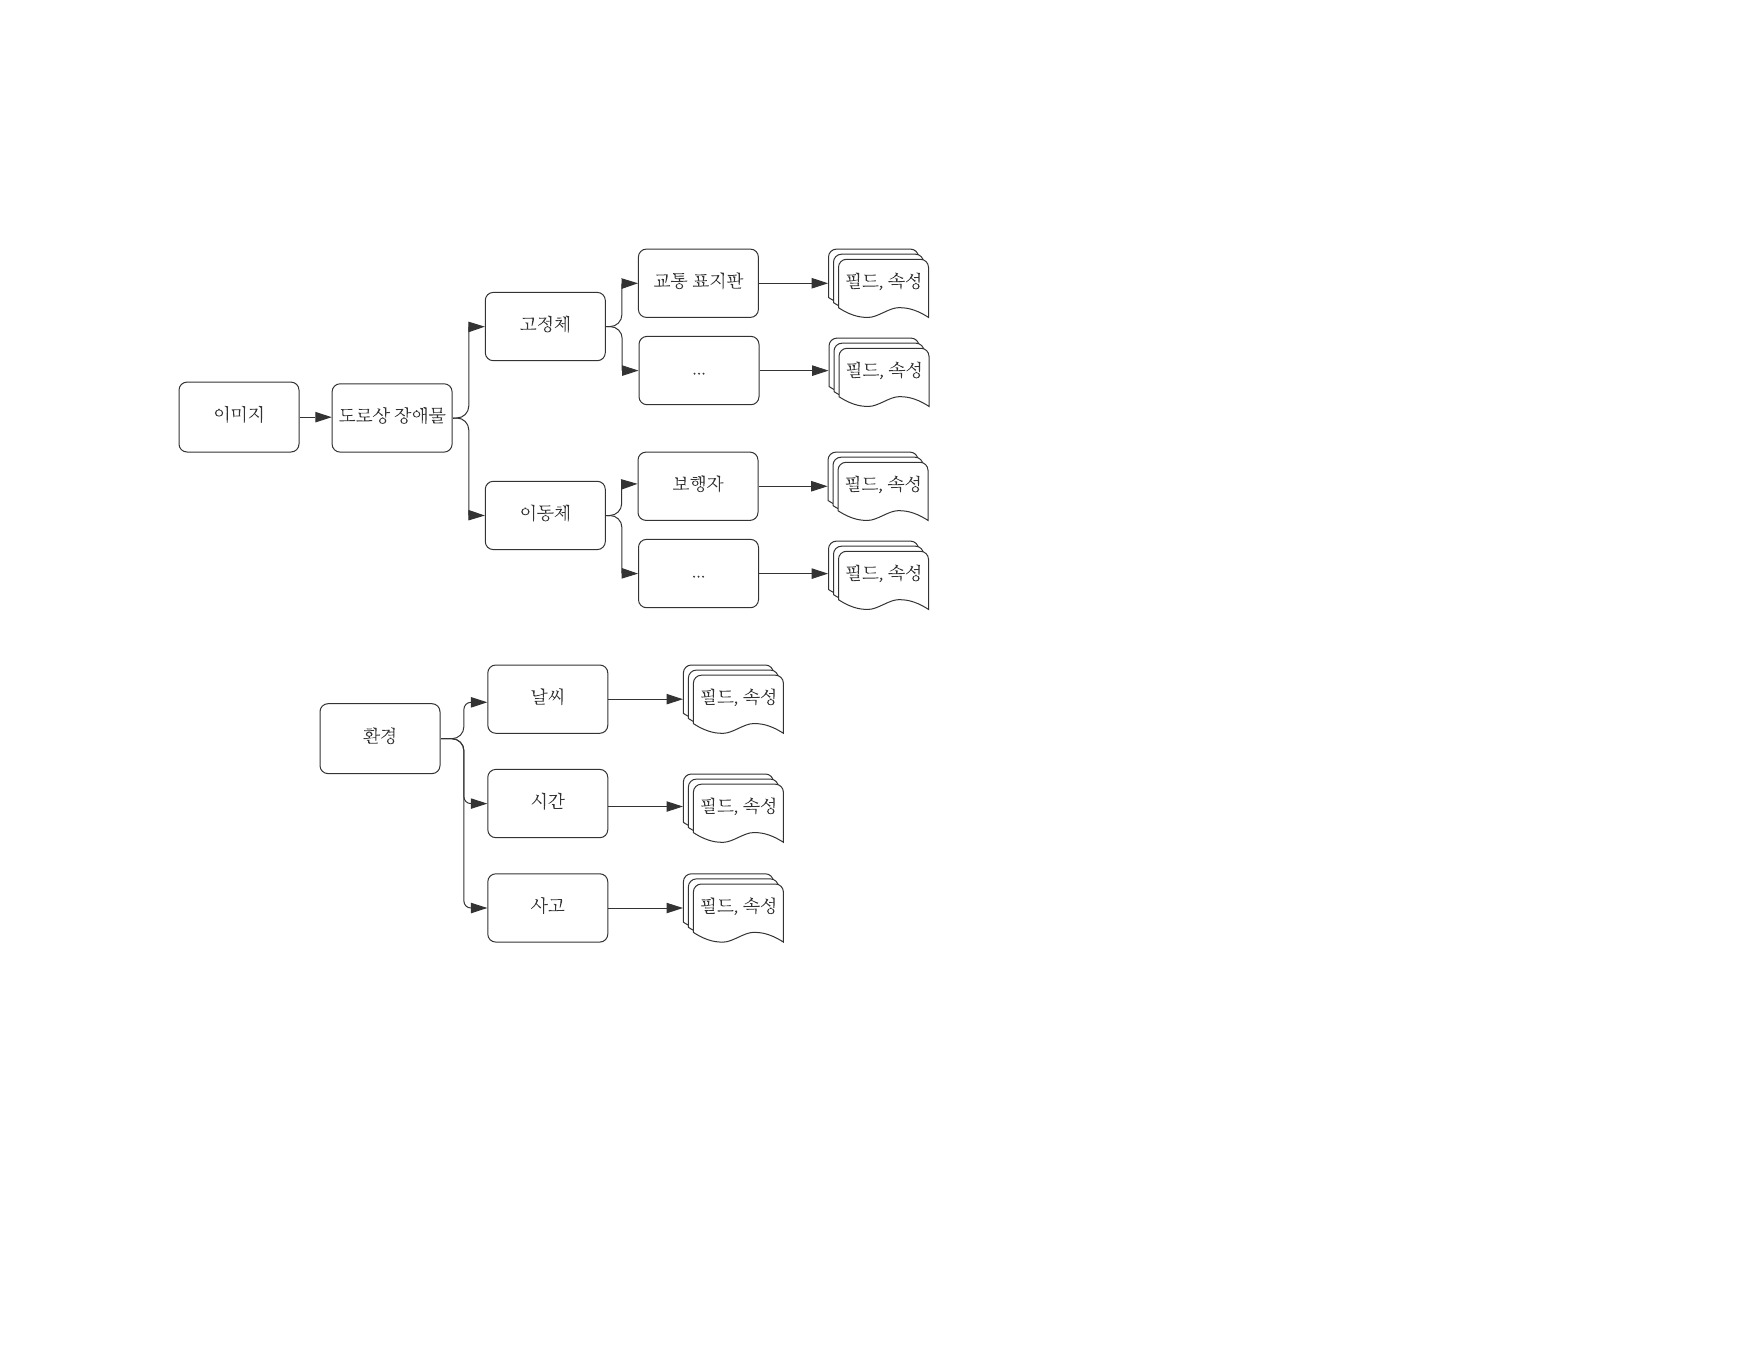 이미지
도로상 장애물
고정체
교통 표지판
필드, 속성
...
필드, 속성
이동체
보행자
필드, 속성
...
필드, 속성
환경
날씨
필드, 속성
시간
필드, 속성
사고
필드, 속성